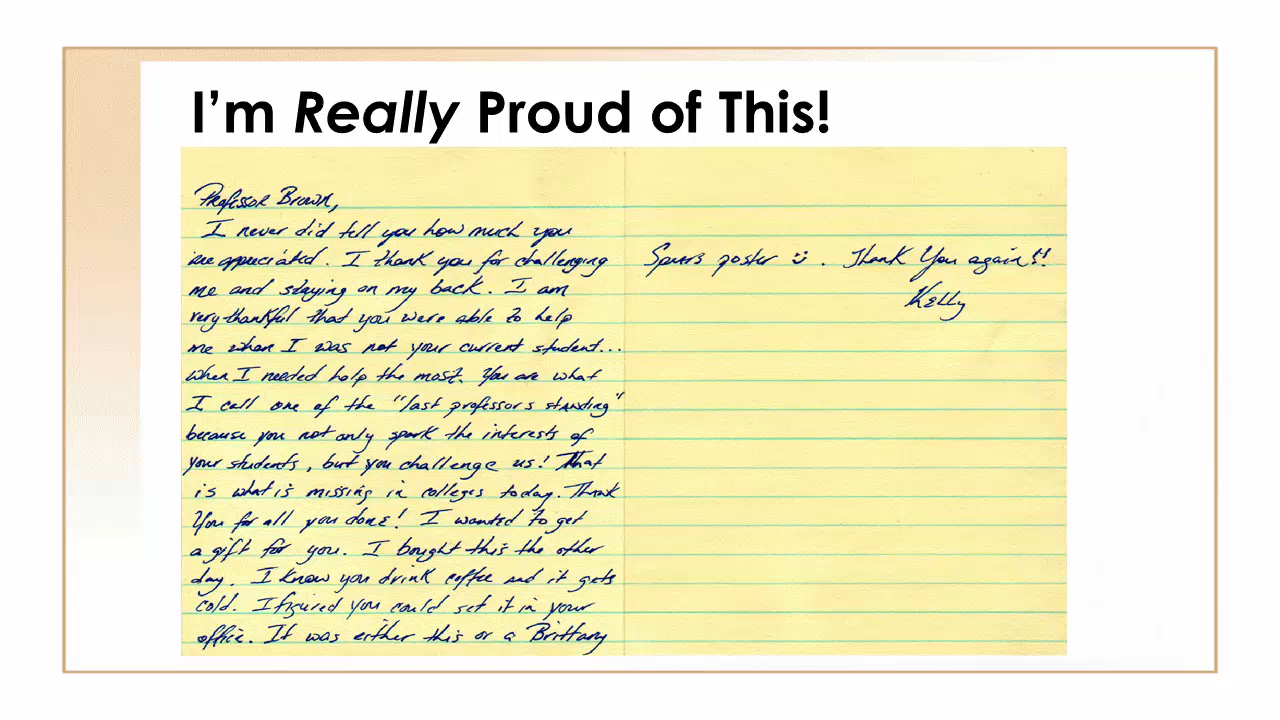 I'm Really Proud of This!
Professor Brown,
I never did tell you how much you
are appreciated. I thank you for challenging
me and staying on my back. I am
very thankful that you were able to help
me when I was not your current student...
when I needed help the most. You are what
I call one of the "last professors standing"
because you not only spark the interests of
your students, but you challenge us! That
is what is missing in colleges today. Thank
You for all you done! I wanted to get
a gift for you. I bought this the other
day. I know you drink coffee and it gets
cold. I figured you could set it in your
office. It was either this or a Brittany
Spears poster :). Thank You again!!
Kelly